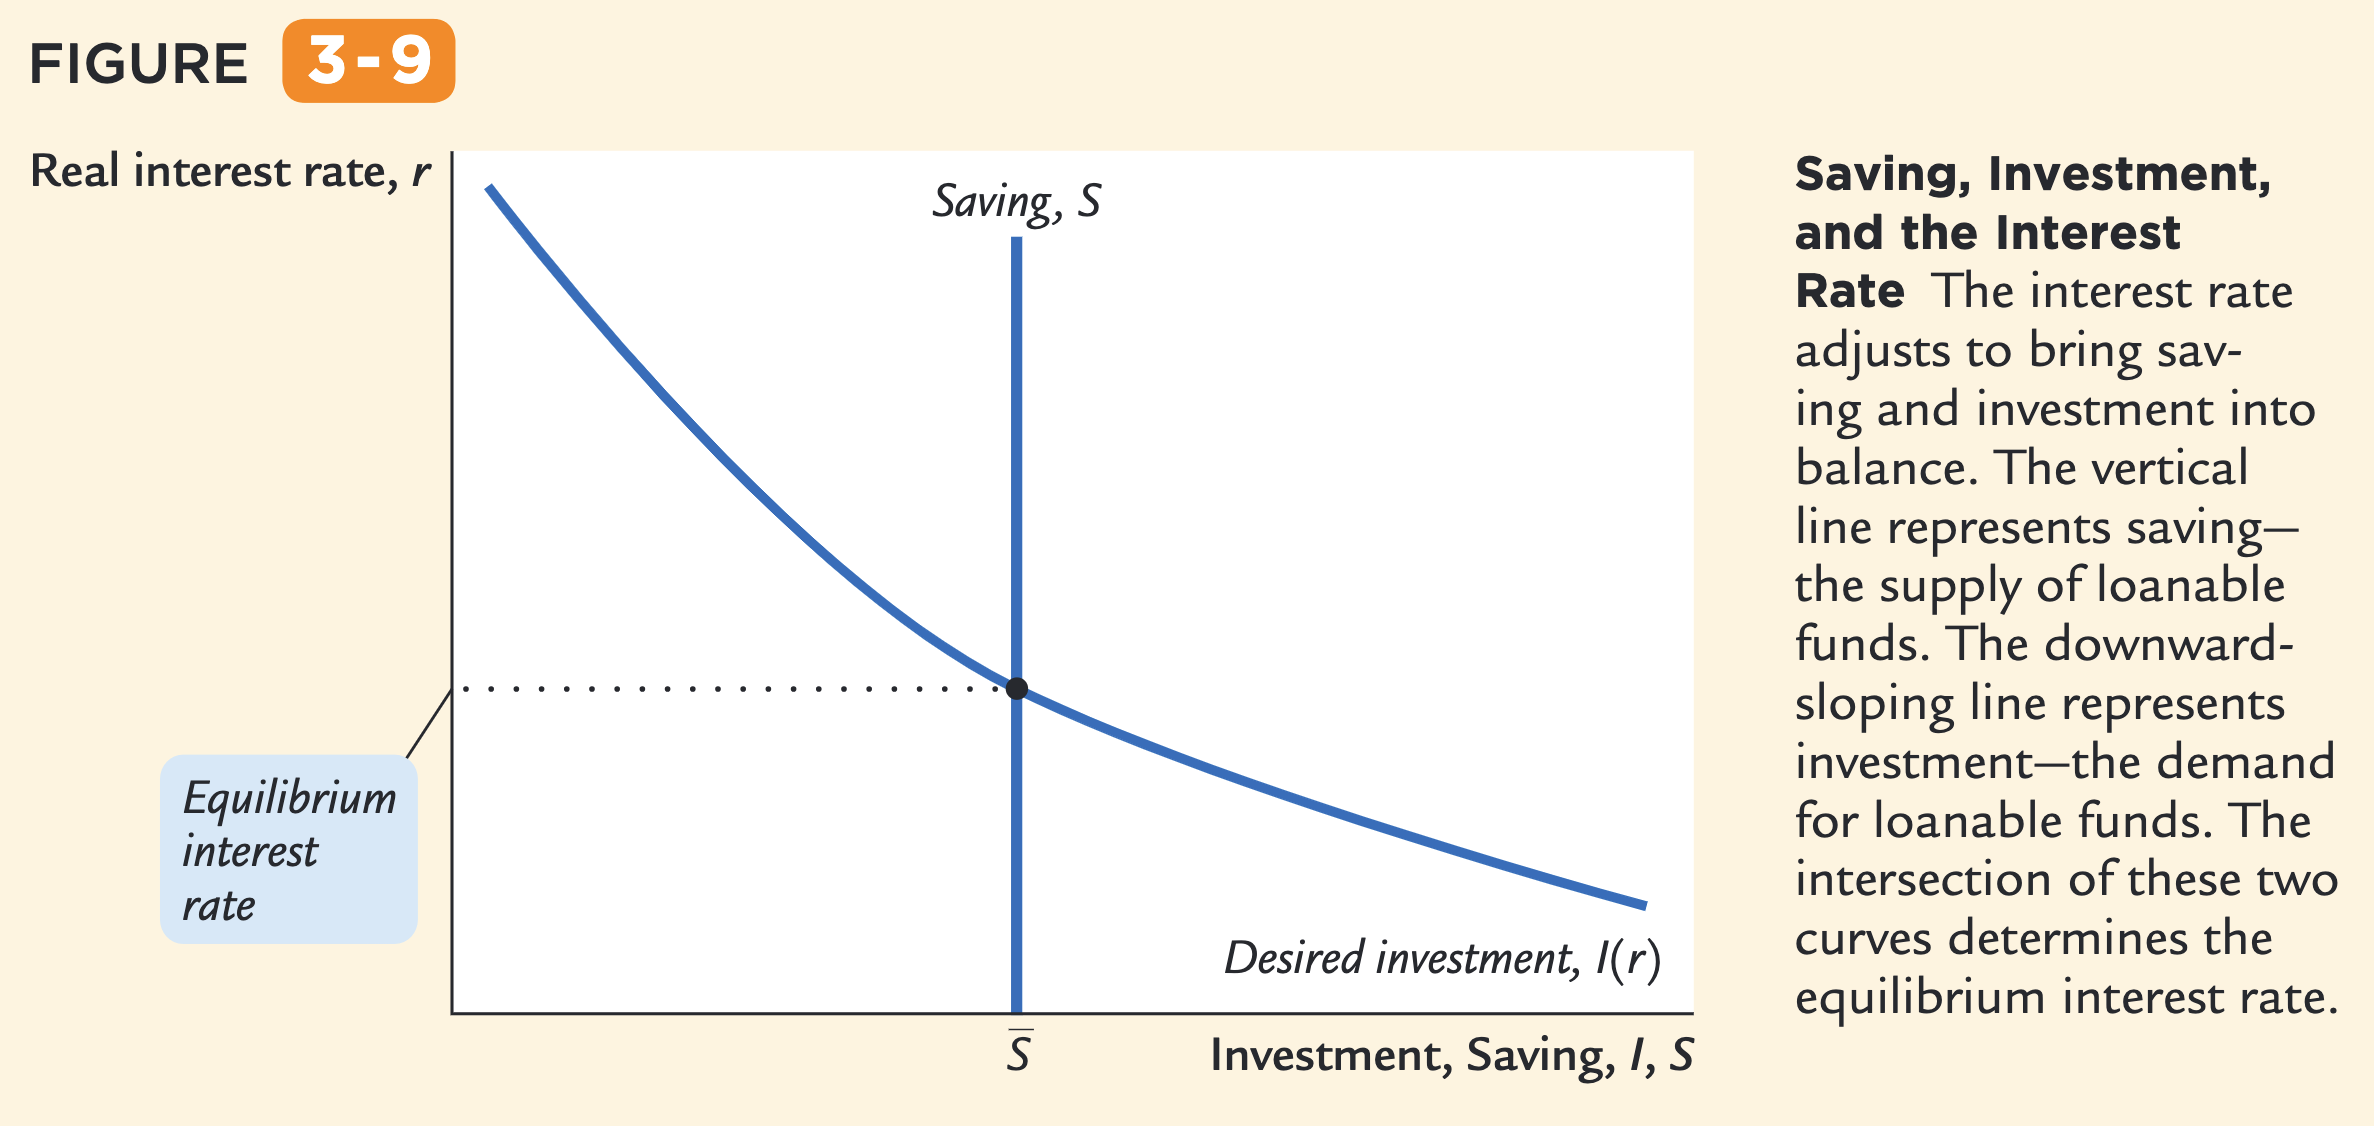 FIGURE 3-9
Real interest rate, r
Saving, S
Equilibrium
interest
rate
Desired investment, I(r)
S̅
Investment, Saving, I, S
Saving, Investment,
and the Interest
Rate The interest rate
adjusts to bring sav-
ing and investment into
balance. The vertical
line represents saving—
the supply of loanable
funds. The downward-
sloping line represents
investment—the demand
for loanable funds. The
intersection of these two
curves determines the
equilibrium interest rate.